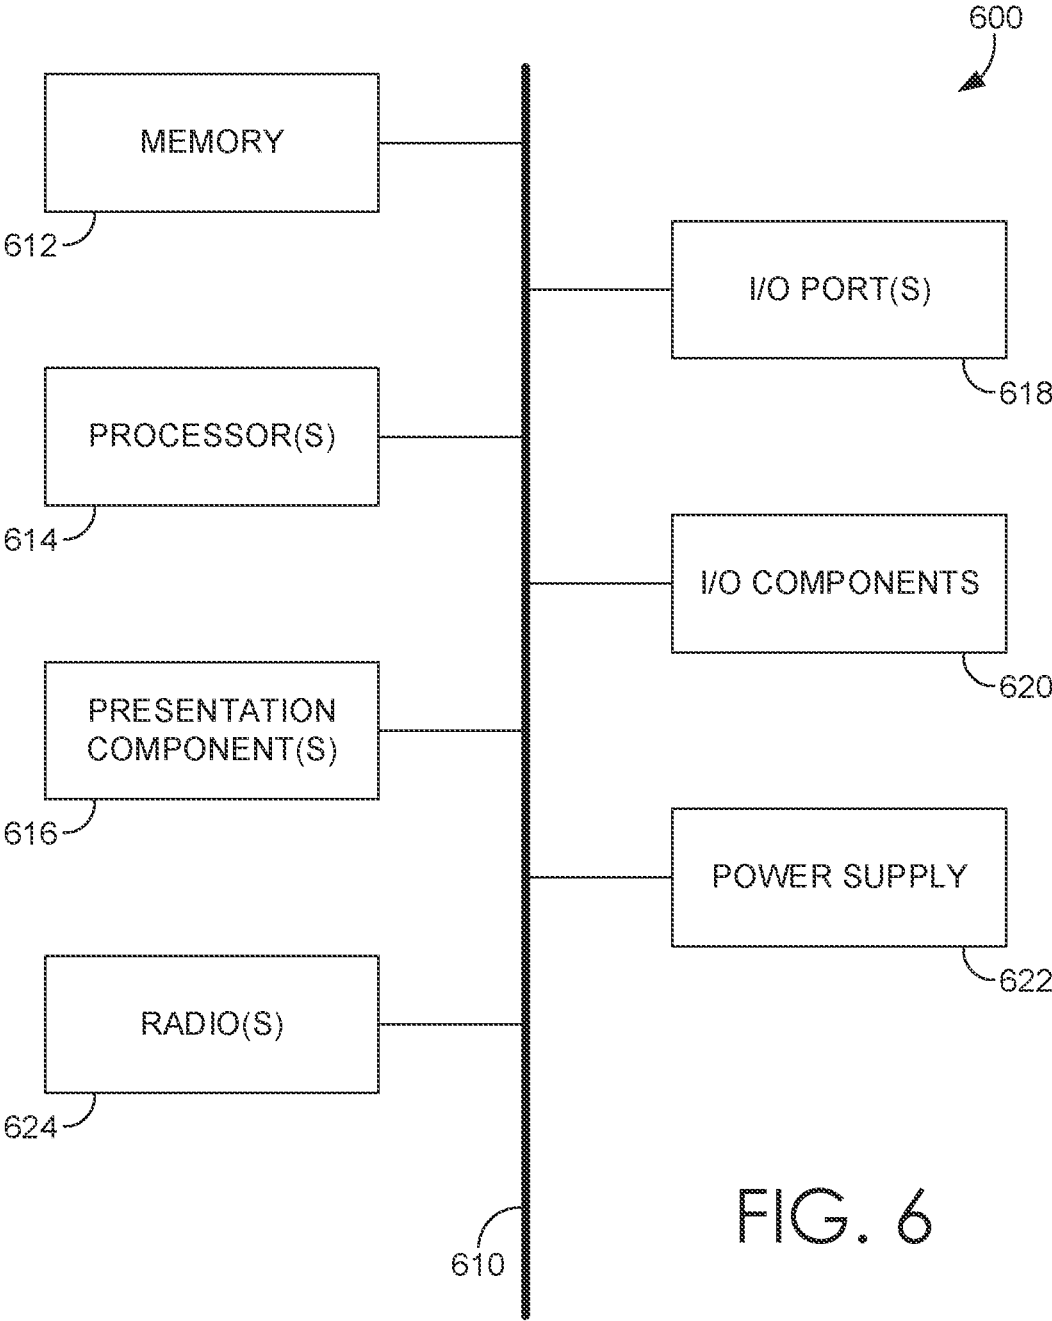 600
MEMORY
612
I/O PORT(S)
618
PROCESSOR(S)
614
I/O COMPONENTS
620
PRESENTATION
COMPONENT(S)
616
POWER SUPPLY
622
RADIO(S)
624
610
FIG. 6